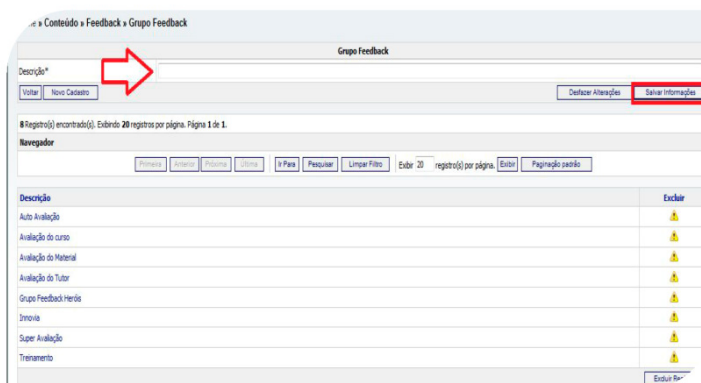 » Conteúdo » Feedback » Grupo Feedback
Grupo Feedback
Descrição*
Voltar Novo Cadastro Desfazer Alterações Salvar Informações
8 Registro(s) encontrado(s). Exibindo 20 registros por página. Página 1 de 1.
Navegador
Primeira Anterior Próxima Última Ir Para Pesquisar Limpar Filtro Exibir 20 registro(s) por página. Exibir Paginação padrão
Descrição Excluir
Auto Avaliação
Avaliação do curso
Avaliação do Material
Avaliação do Tutor
Grupo Feedback Heróis
Innovia
Super Avaliação
Treinamento
Excluir